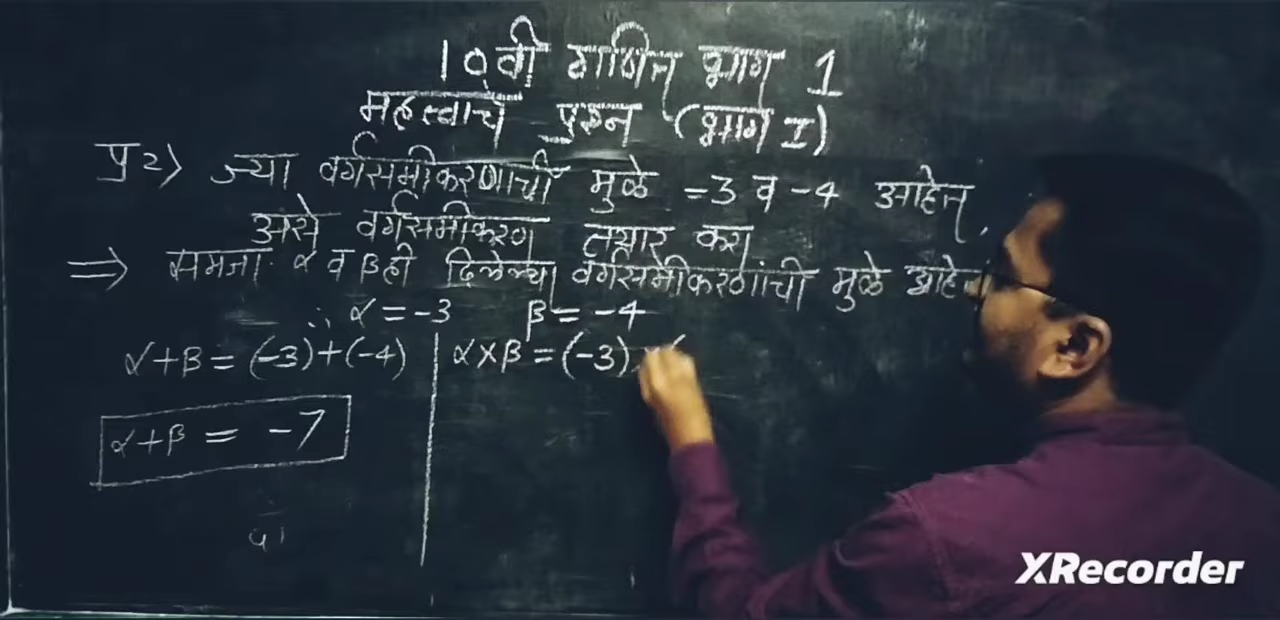 10वी गणित भाग 1
महत्त्वाचे प्रश्न (भाग I)
प्र 2) ज्या वर्गसमीकरणाची मुळे =3 व -4 आहेत,
असे वर्गसमीकरण तयार करा
=> समजा α व β ही दिलेल्या वर्गसमीकरणांची मुळे आहेत
∴ α = -3 β = -4
α+β = (-3)+(-4)
α×β = (-3)×(
α+β = -7
XRecorder